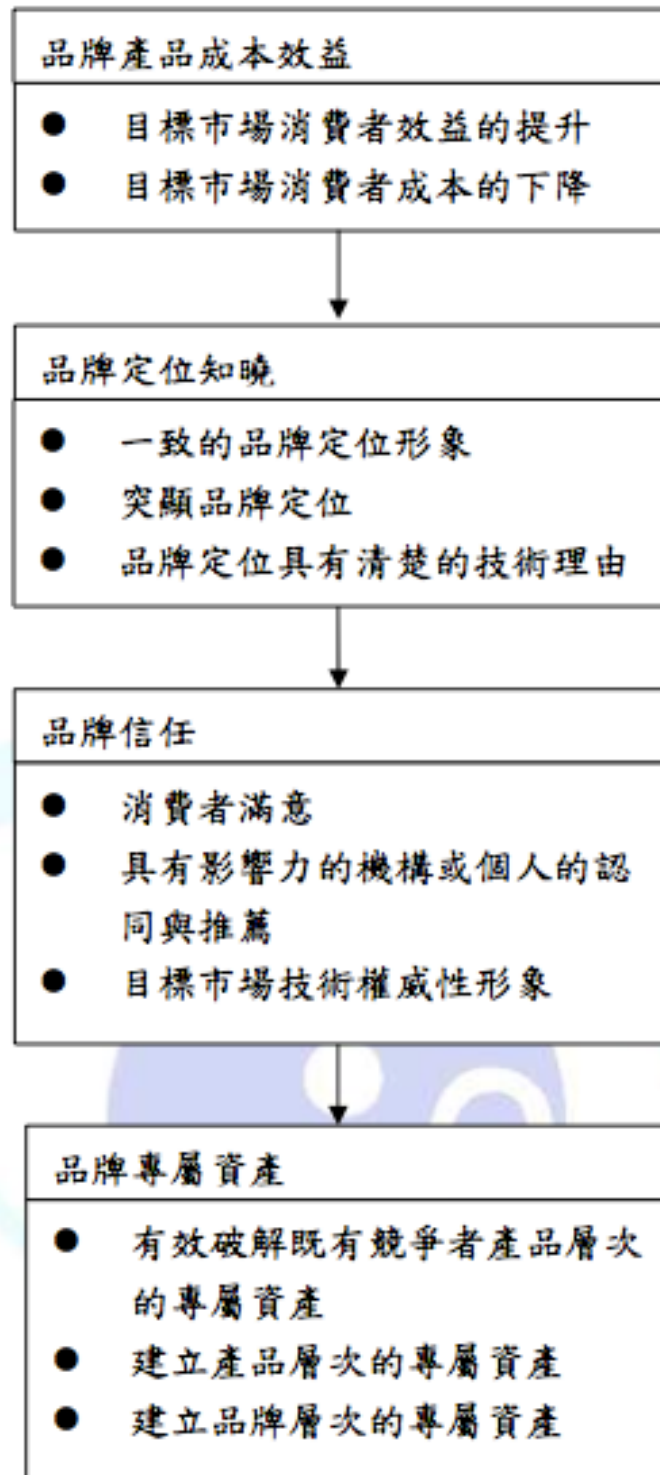 品牌產品成本效益
● 目標市場消費者效益的提升
● 目標市場消費者成本的下降
品牌定位知曉
● 一致的品牌定位形象
● 突顯品牌定位
● 品牌定位具有清楚的技術理由
品牌信任
● 消費者滿意
● 具有影響力的機構或個人的認
同與推薦
● 目標市場技術權威性形象
品牌專屬資產
● 有效破解既有競爭者產品層次
的專屬資產
● 建立產品層次的專屬資產
● 建立品牌層次的專屬資產